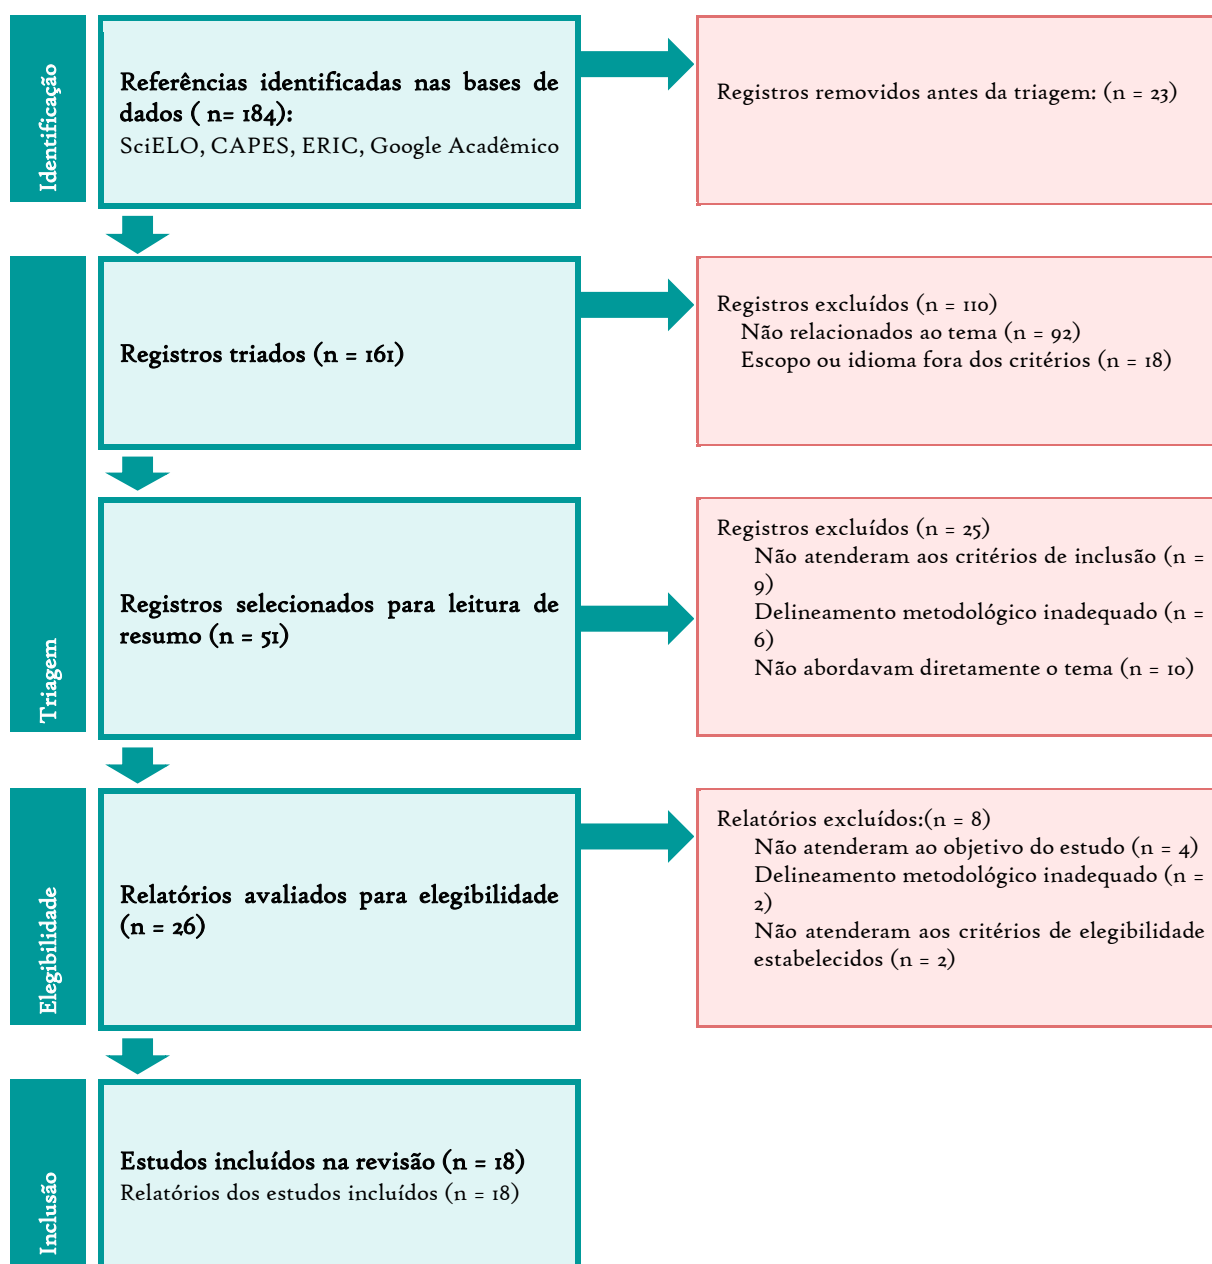 Identificação
Referências identificadas nas bases de
dados ( n= 184):
SciELO, CAPES, ERIC, Google Acadêmico
Registros removidos antes da triagem: (n = 23)
Triagem
Registros triados (n = 161)
Registros excluídos (n = 110)
Não relacionados ao tema (n = 92)
Escopo ou idioma fora dos critérios (n = 18)
Registros selecionados para leitura de
resumo (n = 51)
Registros excluídos (n = 25)
Não atenderam aos critérios de inclusão (n =
9)
Delineamento metodológico inadequado (n =
6)
Não abordavam diretamente o tema (n = 10)
Elegibilidade
Relatórios avaliados para elegibilidade
(n = 26)
Relatórios excluídos:(n = 8)
Não atenderam ao objetivo do estudo (n = 4)
Delineamento metodológico inadequado (n =
2)
Não atenderam aos critérios de elegibilidade
estabelecidos (n = 2)
Inclusão
Estudos incluídos na revisão (n = 18)
Relatórios dos estudos incluídos (n = 18)